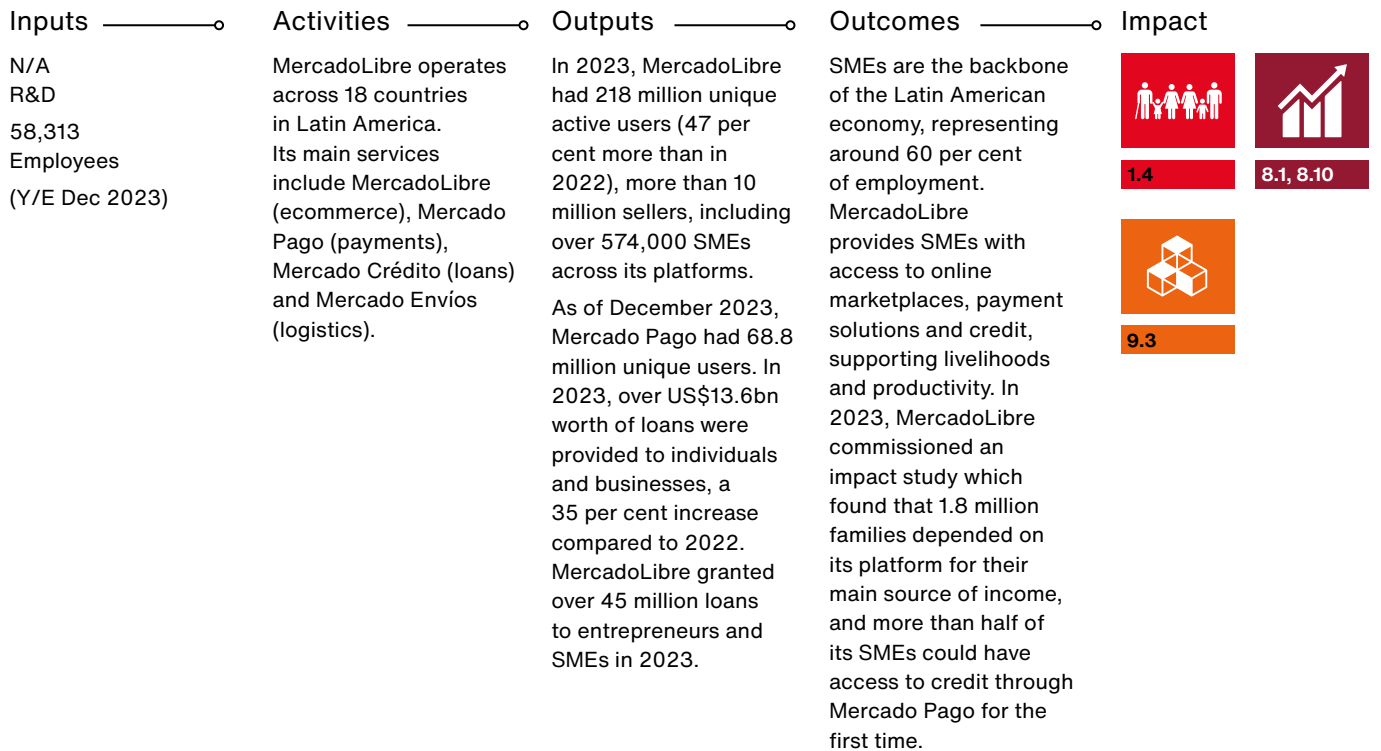 Inputs
N/A
R&D
58,313
Employees
(Y/E Dec 2023)
Activities
MercadoLibre operates
across 18 countries
in Latin America.
Its main services
include MercadoLibre
(ecommerce), Mercado
Pago (payments),
Mercado Crédito (loans)
and Mercado Envíos
(logistics).
Outputs
In 2023, MercadoLibre
had 218 million unique
active users (47 per
cent more than in
2022), more than 10
million sellers, including
over 574,000 SMEs
across its platforms.
As of December 2023,
Mercado Pago had 68.8
million unique users. In
2023, over US$13.6bn
worth of loans were
provided to individuals
and businesses, a
35 per cent increase
compared to 2022.
MercadoLibre granted
over 45 million loans
to entrepreneurs and
SMEs in 2023.
Outcomes
SMEs are the backbone
of the Latin American
economy, representing
around 60 per cent
of employment.
MercadoLibre
provides SMEs with
access to online
marketplaces, payment
solutions and credit,
supporting livelihoods
and productivity. In
2023, MercadoLibre
commissioned an
impact study which
found that 1.8 million
families depended on
its platform for their
main source of income,
and more than half of
its SMEs could have
access to credit through
Mercado Pago for the
first time.
Impact
1.4
8.1, 8.10
9.3